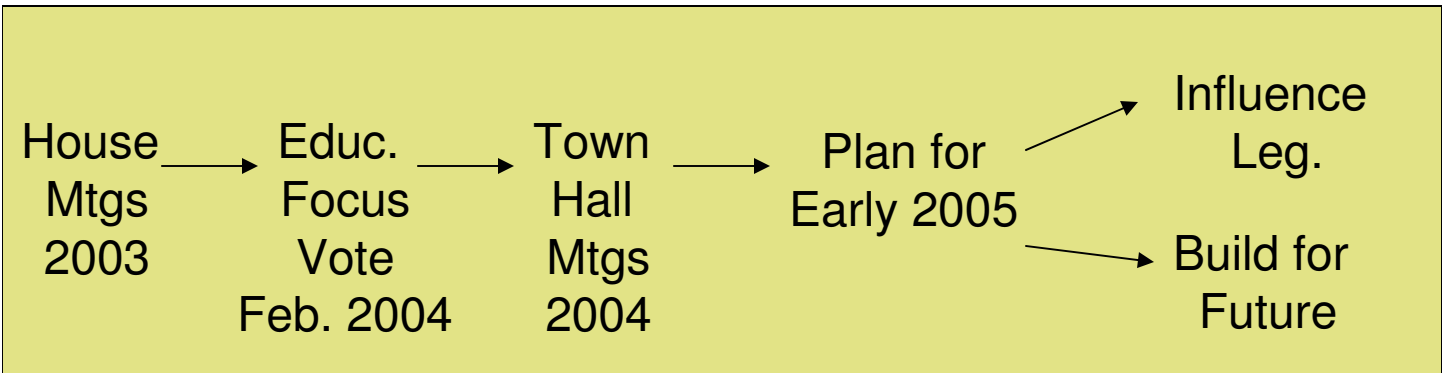 House
Mtgs
2003
Educ.
Focus
Vote
Feb. 2004
Town
Hall
Mtgs
2004
Plan for
Early 2005
Influence
Leg.
Build for
Future